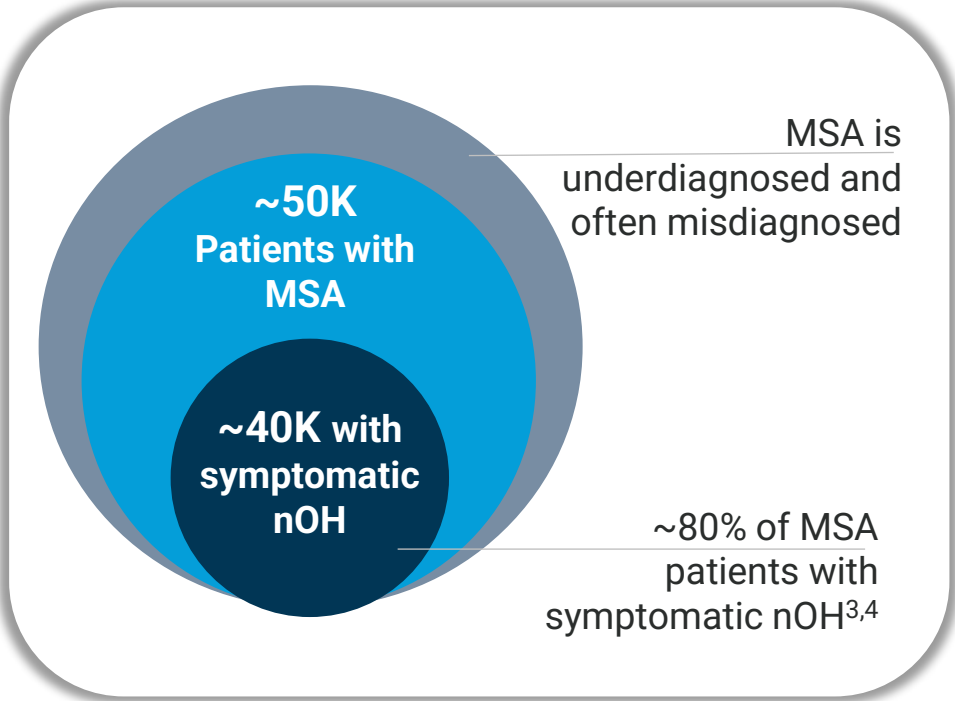 MSA is
underdiagnosed and
often misdiagnosed
~50K
Patients with
MSA
~40K with
symptomatic
nOH
~80% of MSA
patients with
symptomatic nOH³,⁴